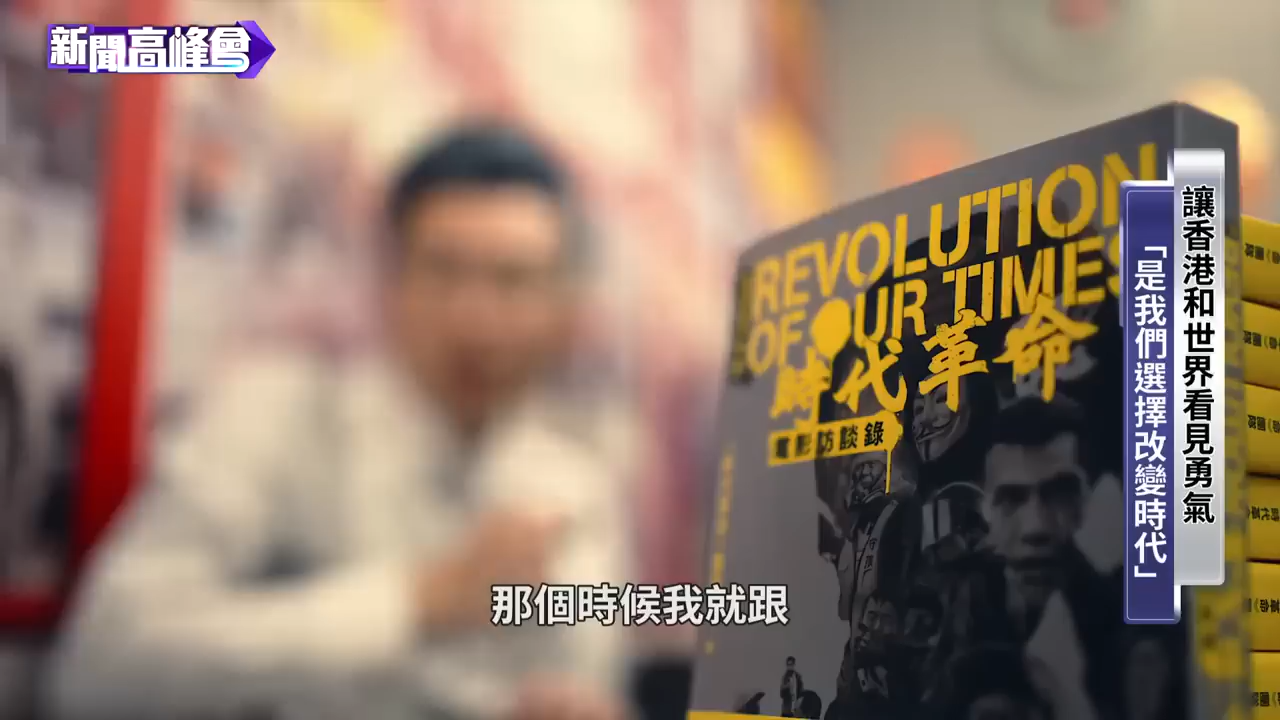 新聞高峰會
REVOLUTION
OF OUR TIMES
時代革命
電影訪談錄
讓香港和世界看見勇氣
「是我們選擇改變時代」
那個時候我就跟